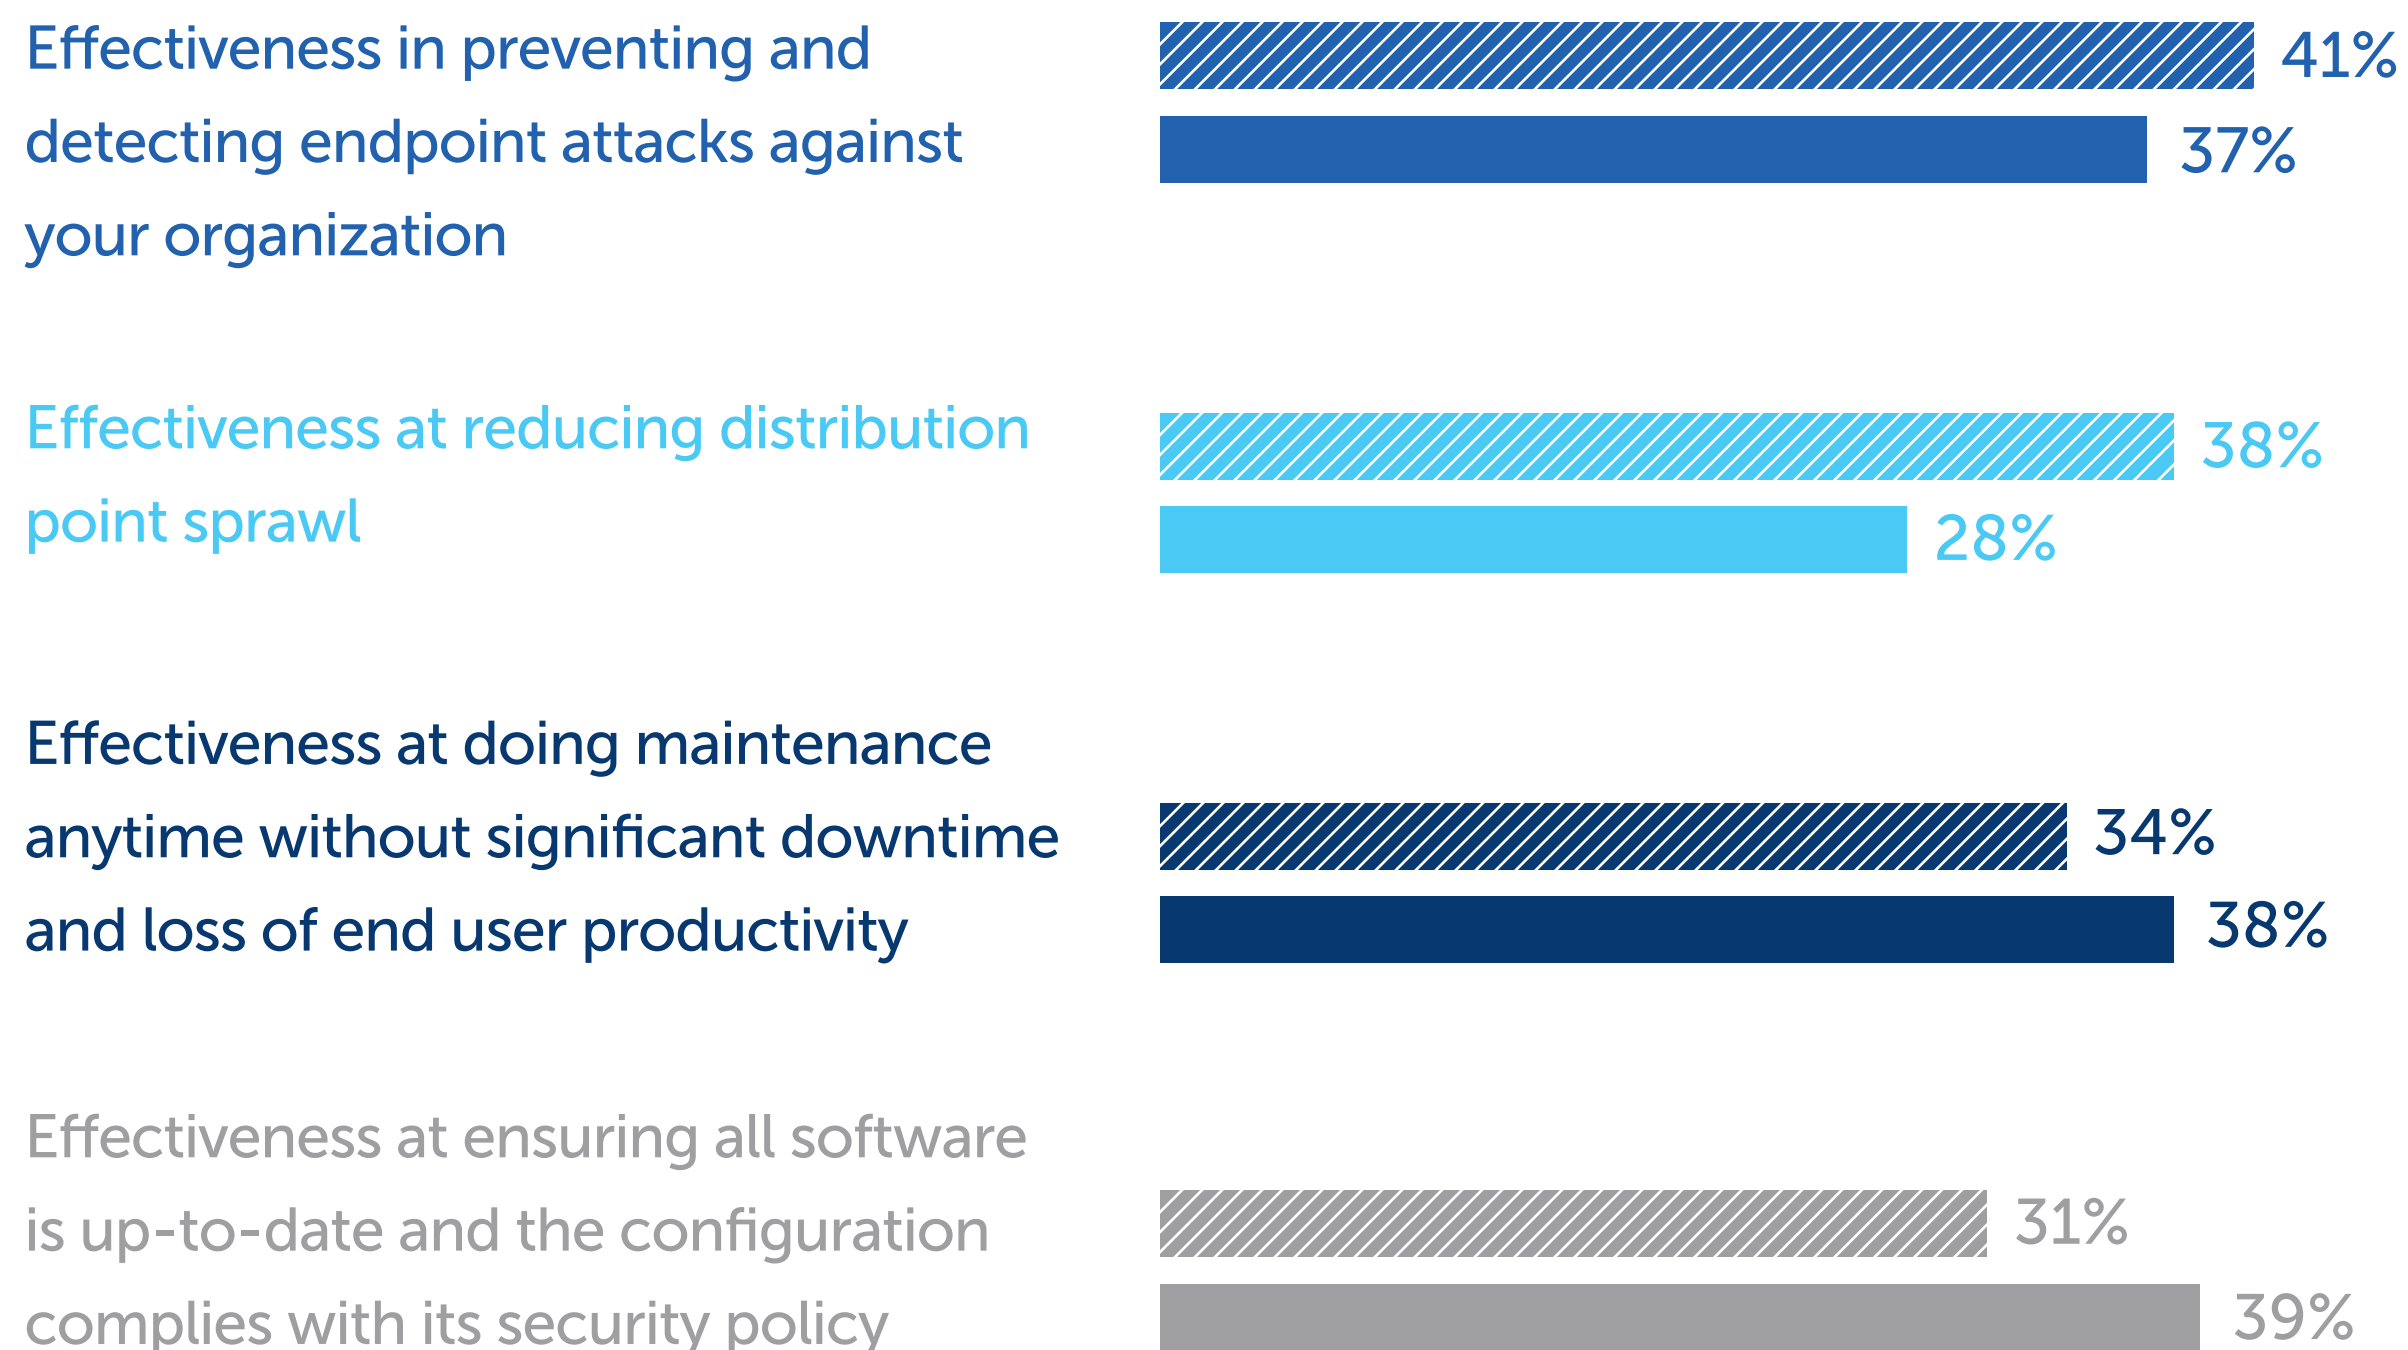 Effectiveness in preventing and
detecting endpoint attacks against
your organization
41%
37%
Effectiveness at reducing distribution
point sprawl
38%
28%
Effectiveness at doing maintenance
anytime without significant downtime
and loss of end user productivity
34%
38%
Effectiveness at ensuring all software
is up-to-date and the configuration
complies with its security policy
31%
39%